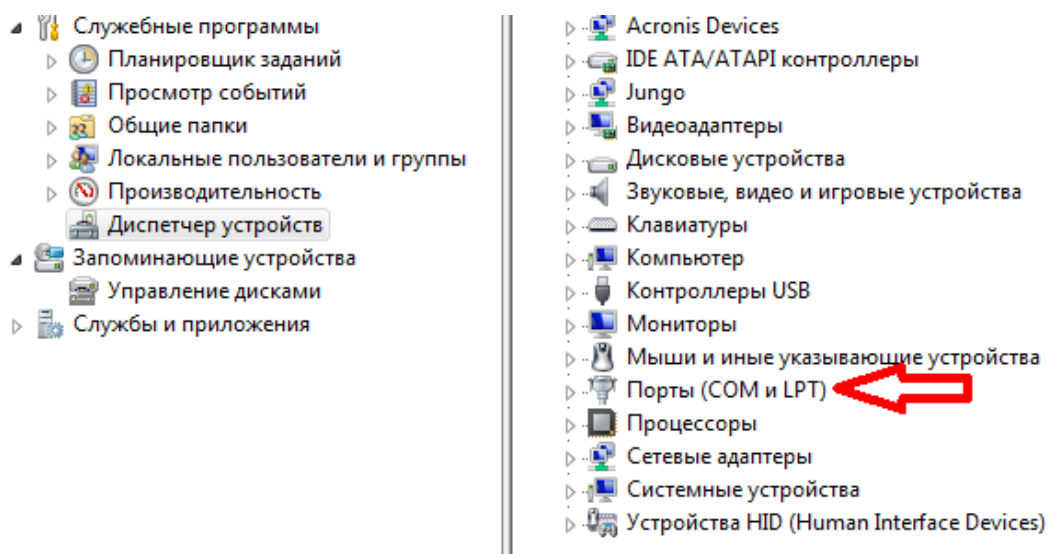 Служебные программы
Планировщик заданий
Просмотр событий
Общие папки
Локальные пользователи и группы
Производительность
Диспетчер устройств
Запоминающие устройства
Управление дисками
Службы и приложения
Acronis Devices
IDE ATA/ATAPI контроллеры
Jungo
Видеоадаптеры
Дисковые устройства
Звуковые, видео и игровые устройства
Клавиатуры
Компьютер
Контроллеры USB
Мониторы
Мыши и иные указывающие устройства
Порты (COM и LPT)
Процессоры
Сетевые адаптеры
Системные устройства
Устройства HID (Human Interface Devices)